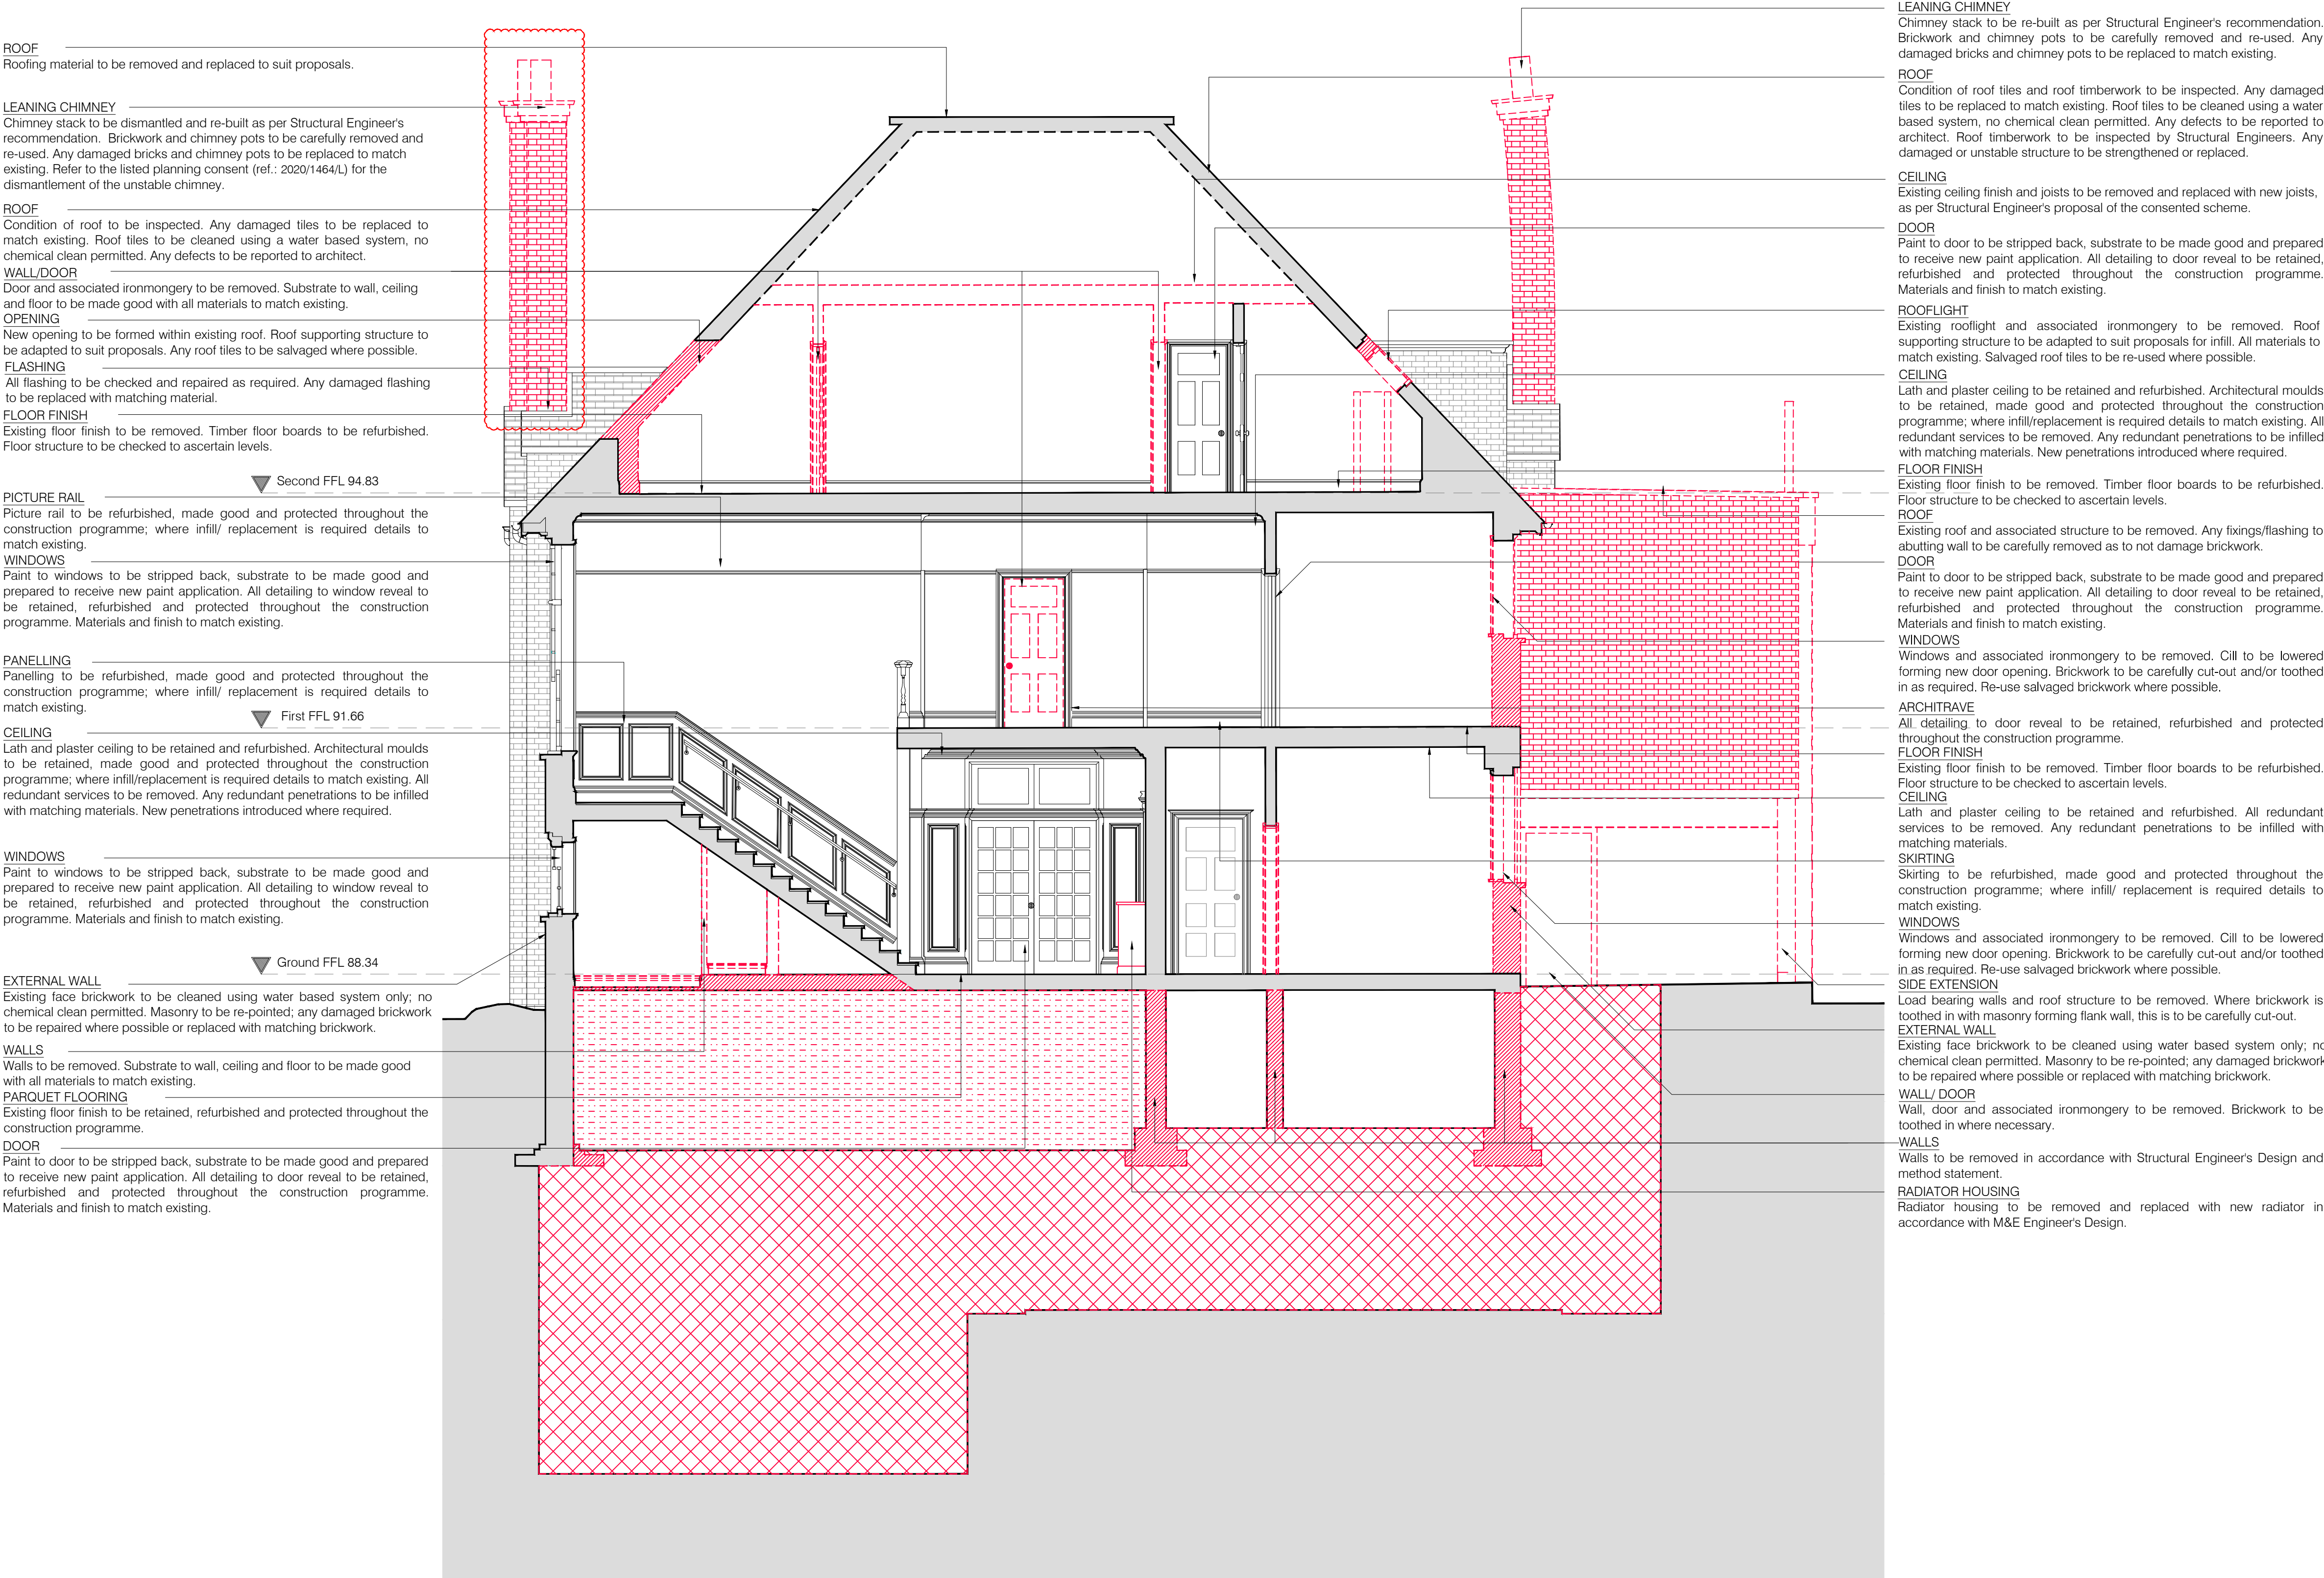 ROOF
Roofing material to be removed and replaced to suit proposals.
LEANING CHIMNEY
Chimney stack to be dismantled and re-built as per Structural Engineer's
recommendation. Brickwork and chimney pots to be carefully removed and
re-used. Any damaged bricks and chimney pots to be replaced to match
existing. Refer to the listed planning consent (ref.: 2020/1464/L) for the
dismantlement of the unstable chimney.
ROOF
Condition of roof to be inspected. Any damaged tiles to be replaced to
match existing. Roof tiles to be cleaned using a water based system, no
chemical clean permitted. Any defects to be reported to architect.
WALL/DOOR
Door and associated ironmongery to be removed. Substrate to wall, ceiling
and floor to be made good with all materials to match existing.
OPENING
New opening to be formed within existing roof. Roof supporting structure to
be adapted to suit proposals. Any roof tiles to be salvaged where possible.
FLASHING
All flashing to be checked and repaired as required. Any damaged flashing
to be replaced with matching material.
FLOOR FINISH
Existing floor finish to be removed. Timber floor boards to be refurbished.
Floor structure to be checked to ascertain levels.
Second FFL 94.83
PICTURE RAIL
Picture rail to be refurbished, made good and protected throughout the
construction programme; where infill/ replacement is required details to
match existing.
WINDOWS
Paint to windows to be stripped back, substrate to be made good and
prepared to receive new paint application. All detailing to window reveal to
be retained, refurbished and protected throughout the construction
programme. Materials and finish to match existing.
PANELLING
Panelling to be refurbished, made good and protected throughout the
construction programme; where infill/ replacement is required details to
match existing.
First FFL 91.66
CEILING
Lath and plaster ceiling to be retained and refurbished. Architectural moulds
to be retained, made good and protected throughout the construction
programme; where infill/replacement is required details to match existing. All
redundant services to be removed. Any redundant penetrations to be infilled
with matching materials. New penetrations introduced where required.
WINDOWS
Paint to windows to be stripped back, substrate to be made good and
prepared to receive new paint application. All detailing to window reveal to
be retained, refurbished and protected throughout the construction
programme. Materials and finish to match existing.
Ground FFL 88.34
EXTERNAL WALL
Existing face brickwork to be cleaned using water based system only; no
chemical clean permitted. Masonry to be re-pointed; any damaged brickwork
to be repaired where possible or replaced with matching brickwork.
WALLS
Walls to be removed. Substrate to wall, ceiling and floor to be made good
with all materials to match existing.
PARQUET FLOORING
Existing floor finish to be retained, refurbished and protected throughout the
construction programme.
DOOR
Paint to door to be stripped back, substrate to be made good and prepared
to receive new paint application. All detailing to door reveal to be retained,
refurbished and protected throughout the construction programme.
Materials and finish to match existing.
LEANING CHIMNEY
Chimney stack to be re-built as per Structural Engineer's recommendation.
Brickwork and chimney pots to be carefully removed and re-used. Any
damaged bricks and chimney pots to be replaced to match existing.
ROOF
Condition of roof tiles and roof timberwork to be inspected. Any damaged
tiles to be replaced to match existing. Roof tiles to be cleaned using a water
based system, no chemical clean permitted. Any defects to be reported to
architect. Roof timberwork to be inspected by Structural Engineers. Any
damaged or unstable structure to be strengthened or replaced.
CEILING
Existing ceiling finish and joists to be removed and replaced with new joists,
as per Structural Engineer's proposal of the consented scheme.
DOOR
Paint to door to be stripped back, substrate to be made good and prepared
to receive new paint application. All detailing to door reveal to be retained,
refurbished and protected throughout the construction programme.
Materials and finish to match existing.
ROOFLIGHT
Existing rooflight and associated ironmongery to be removed. Roof
supporting structure to be adapted to suit proposals for infill. All materials to
match existing. Salvaged roof tiles to be re-used where possible.
CEILING
Lath and plaster ceiling to be retained and refurbished. Architectural moulds
to be retained, made good and protected throughout the construction
programme; where infill/replacement is required details to match existing. All
redundant services to be removed. Any redundant penetrations to be infilled
with matching materials. New penetrations introduced where required.
FLOOR FINISH
Existing floor finish to be removed. Timber floor boards to be refurbished.
Floor structure to be checked to ascertain levels.
ROOF
Existing roof and associated structure to be removed. Any fixings/flashing to
abutting wall to be carefully removed as to not damage brickwork.
DOOR
Paint to door to be stripped back, substrate to be made good and prepared
to receive new paint application. All detailing to door reveal to be retained,
refurbished and protected throughout the construction programme.
Materials and finish to match existing.
WINDOWS
Windows and associated ironmongery to be removed. Cill to be lowered
forming new door opening. Brickwork to be carefully cut-out and/or toothed
in as required. Re-use salvaged brickwork where possible.
ARCHITRAVE
All detailing to door reveal to be retained, refurbished and protected
throughout the construction programme.
FLOOR FINISH
Existing floor finish to be removed. Timber floor boards to be refurbished.
Floor structure to be checked to ascertain levels.
CEILING
Lath and plaster ceiling to be retained and refurbished. All redundant
services to be removed. Any redundant penetrations to be infilled with
matching materials.
SKIRTING
Skirting to be refurbished, made good and protected throughout the
construction programme; where infill/ replacement is required details to
match existing.
WINDOWS
Windows and associated ironmongery to be removed. Cill to be lowered
forming new door opening. Brickwork to be carefully cut-out and/or toothed
in as required. Re-use salvaged brickwork where possible.
SIDE EXTENSION
Load bearing walls and roof structure to be removed. Where brickwork is
toothed in with masonry forming flank wall, this is to be carefully cut-out.
EXTERNAL WALL
Existing face brickwork to be cleaned using water based system only; no
chemical clean permitted. Masonry to be re-pointed; any damaged brickwork
to be repaired where possible or replaced with matching brickwork.
WALL/ DOOR
Wall, door and associated ironmongery to be removed. Brickwork to be
toothed in where necessary.
WALLS
Walls to be removed in accordance with Structural Engineer's Design and
method statement.
RADIATOR HOUSING
Radiator housing to be removed and replaced with new radiator in
accordance with M&E Engineer's Design.